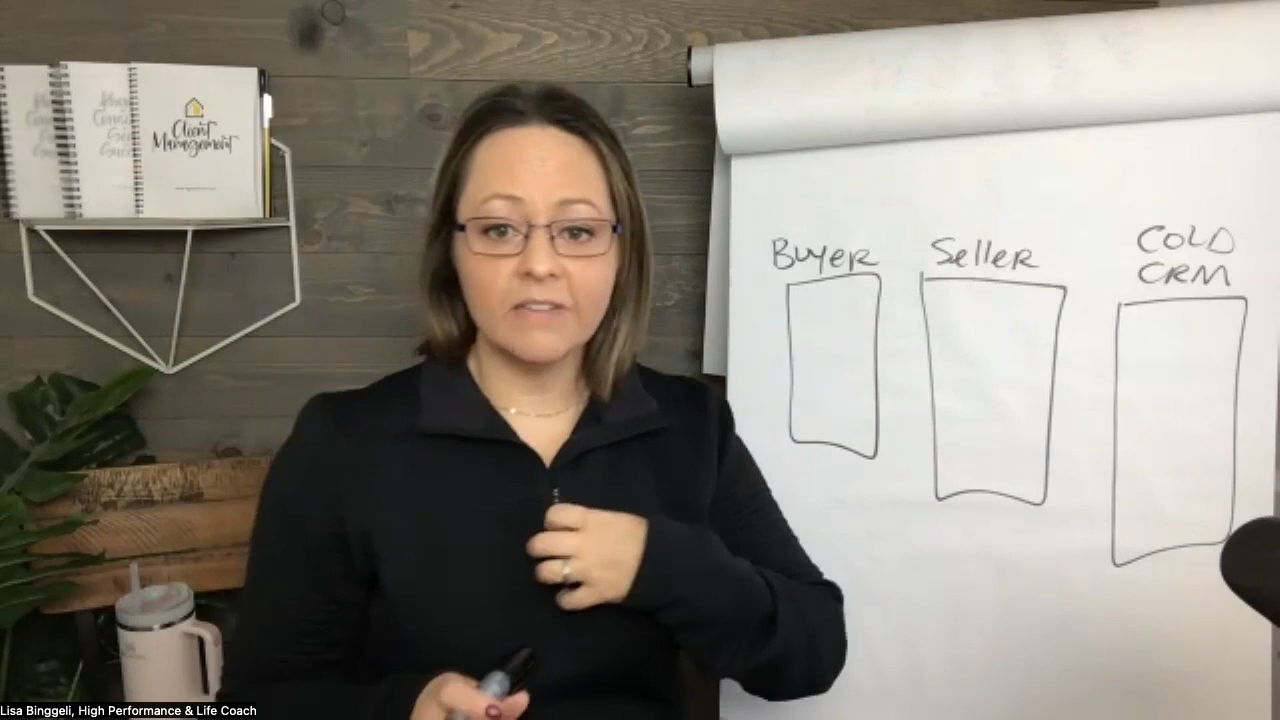 Client
Management
Buyer
Seller
COLD
CRM
Lisa Binggeli, High Performance & Life Coach